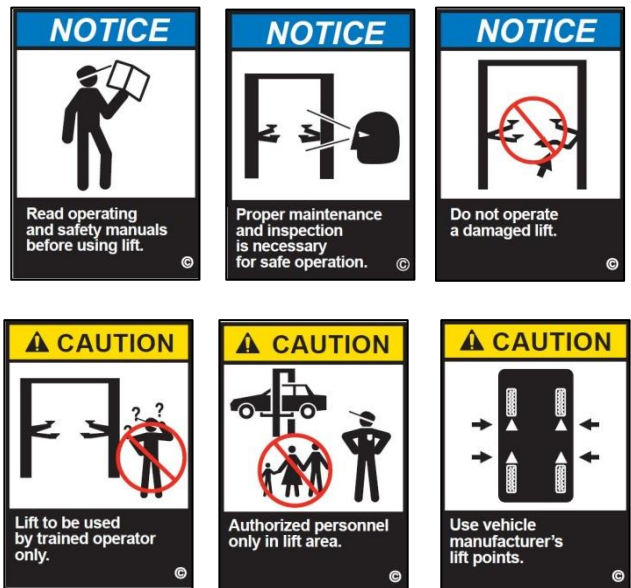 NOTICE
Read operating
and safety manuals
before using lift.
©
NOTICE
Proper maintenance
and inspection
is necessary
for safe operation.
©
NOTICE
Do not operate
a damaged lift.
©
CAUTION
? ?
?
Lift to be used
by trained operator
only.
©
CAUTION
Authorized personnel
only in lift area.
©
CAUTION
Use vehicle
manufacturer's
lift points.
©